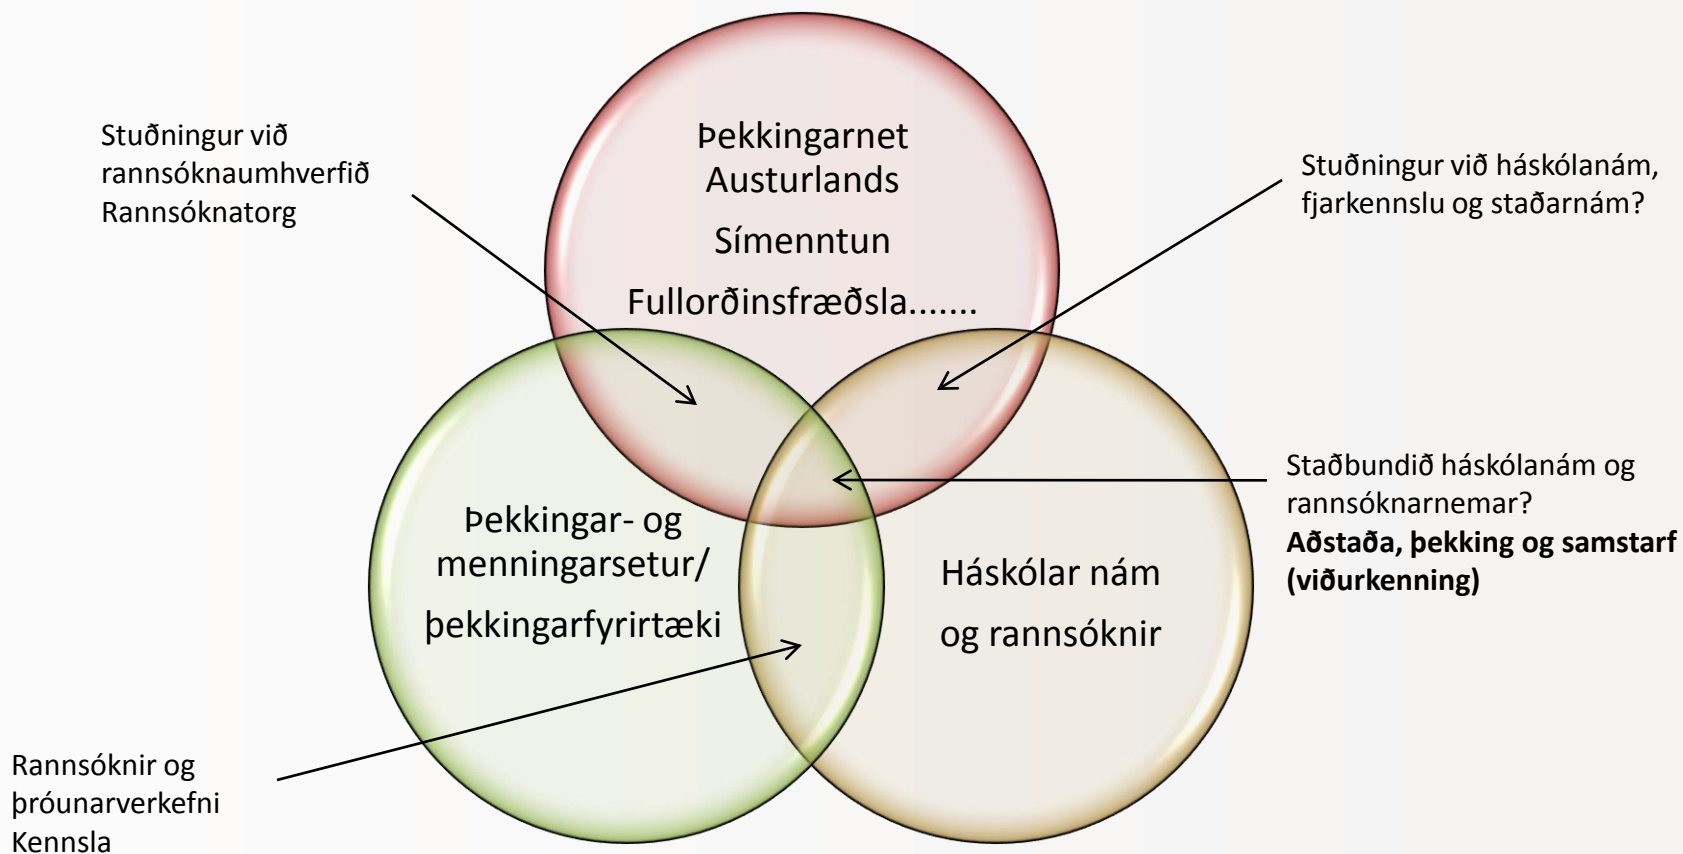 Stuðningur við
rannsóknaumhverfið
Rannsóknatorg
Þekkingarnet
Austurlands
Símenntun
Fullorðinsfræðsla.......
Stuðningur við háskólanám,
fjarkennslu og staðarnám?
Staðbundið háskólanám og
rannsóknarnemar?
Aðstaða, þekking og samstarf
(viðurkenning)
Þekkingar- og
menningarsetur/
þekkingarfyrirtæki
Háskólar nám
og rannsóknir
Rannsóknir og
þróunarverkefni
Kennsla